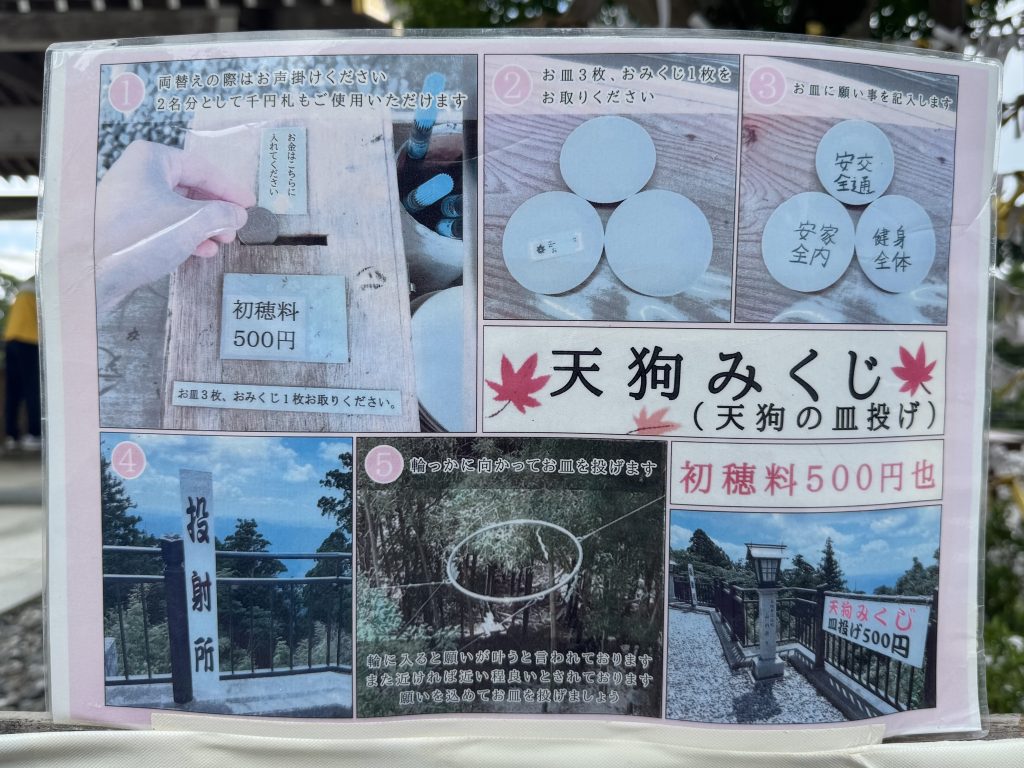 1
両替えの際はお声掛けください
2名分として千円札もご使用いただけます
お金はこちらに
入れてください
初穂料
500円
お皿3枚、おみくじ1枚お取りください。
2
お皿3枚、おみくじ1枚を
お取りください
3
お皿に願い事を記入します
安交
全通
安家
全内
健身
全体
天狗みくじ
(天狗の皿投げ)
初穂料500円也
4
投射所
5
輪っかに向かってお皿を投げます
輪に入ると願いが叶うと言われております
また近ければ近い程良いとされております
願いを込めてお皿を投げましょう
天狗みくじ
皿投げ500円